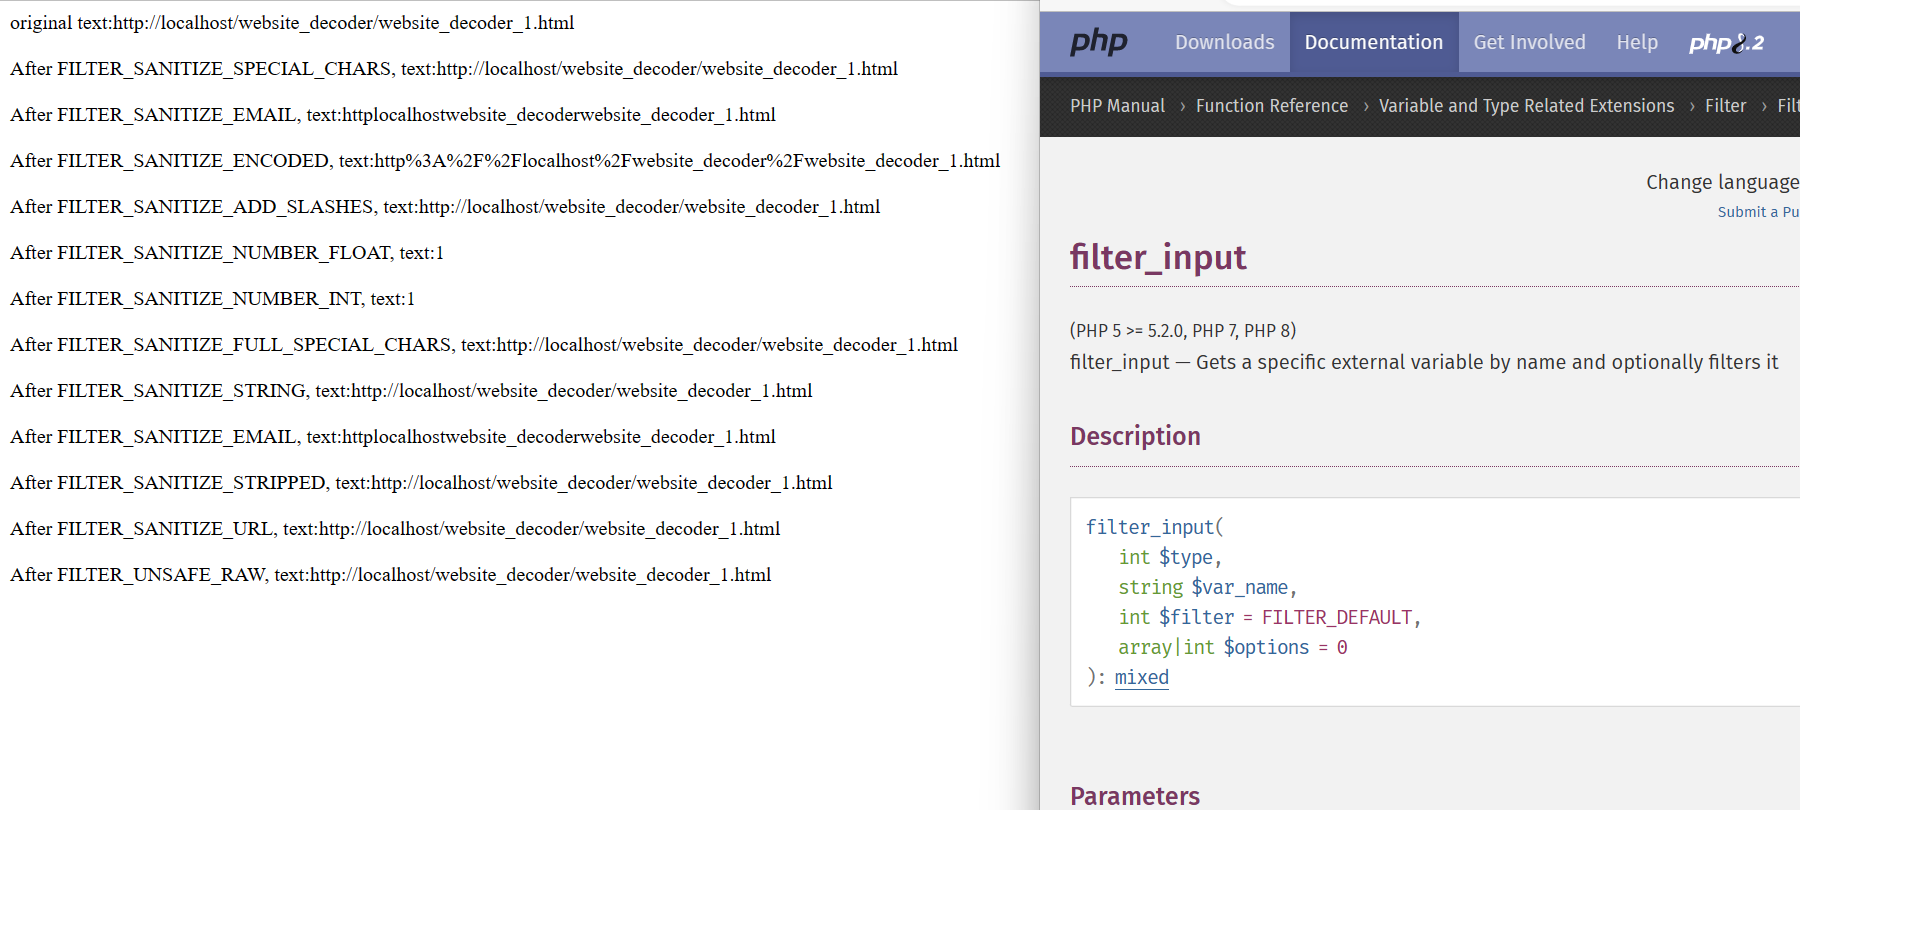 original text:http://localhost/website_decoder/website_decoder_1.html
After FILTER_SANITIZE_SPECIAL_CHARS, text:http://localhost/website_decoder/website_decoder_1.html
After FILTER_SANITIZE_EMAIL, text:httplocalhostwebsite_decoderwebsite_decoder_1.html
After FILTER_SANITIZE_ENCODED, text:http%3A%2F%2Flocalhost%2Fwebsite_decoder%2Fwebsite_decoder_1.html
After FILTER_SANITIZE_ADD_SLASHES, text:http://localhost/website_decoder/website_decoder_1.html
After FILTER_SANITIZE_NUMBER_FLOAT, text:1
After FILTER_SANITIZE_NUMBER_INT, text:1
After FILTER_SANITIZE_FULL_SPECIAL_CHARS, text:http://localhost/website_decoder/website_decoder_1.html
After FILTER_SANITIZE_STRING, text:http://localhost/website_decoder/website_decoder_1.html
After FILTER_SANITIZE_EMAIL, text:httplocalhostwebsite_decoderwebsite_decoder_1.html
After FILTER_SANITIZE_STRIPPED, text:http://localhost/website_decoder/website_decoder_1.html
After FILTER_SANITIZE_URL, text:http://localhost/website_decoder/website_decoder_1.html
After FILTER_UNSAFE_RAW, text:http://localhost/website_decoder/website_decoder_1.html
php Downloads Documentation Get Involved Help php8.2
PHP Manual › Function Reference › Variable and Type Related Extensions › Filter › Filt
Change language
Submit a Pu
filter_input
(PHP 5 >= 5.2.0, PHP 7, PHP 8)
filter_input — Gets a specific external variable by name and optionally filters it
Description
filter_input(
int $type,
string $var_name,
int $filter = FILTER_DEFAULT,
array|int $options = 0
): mixed
Parameters